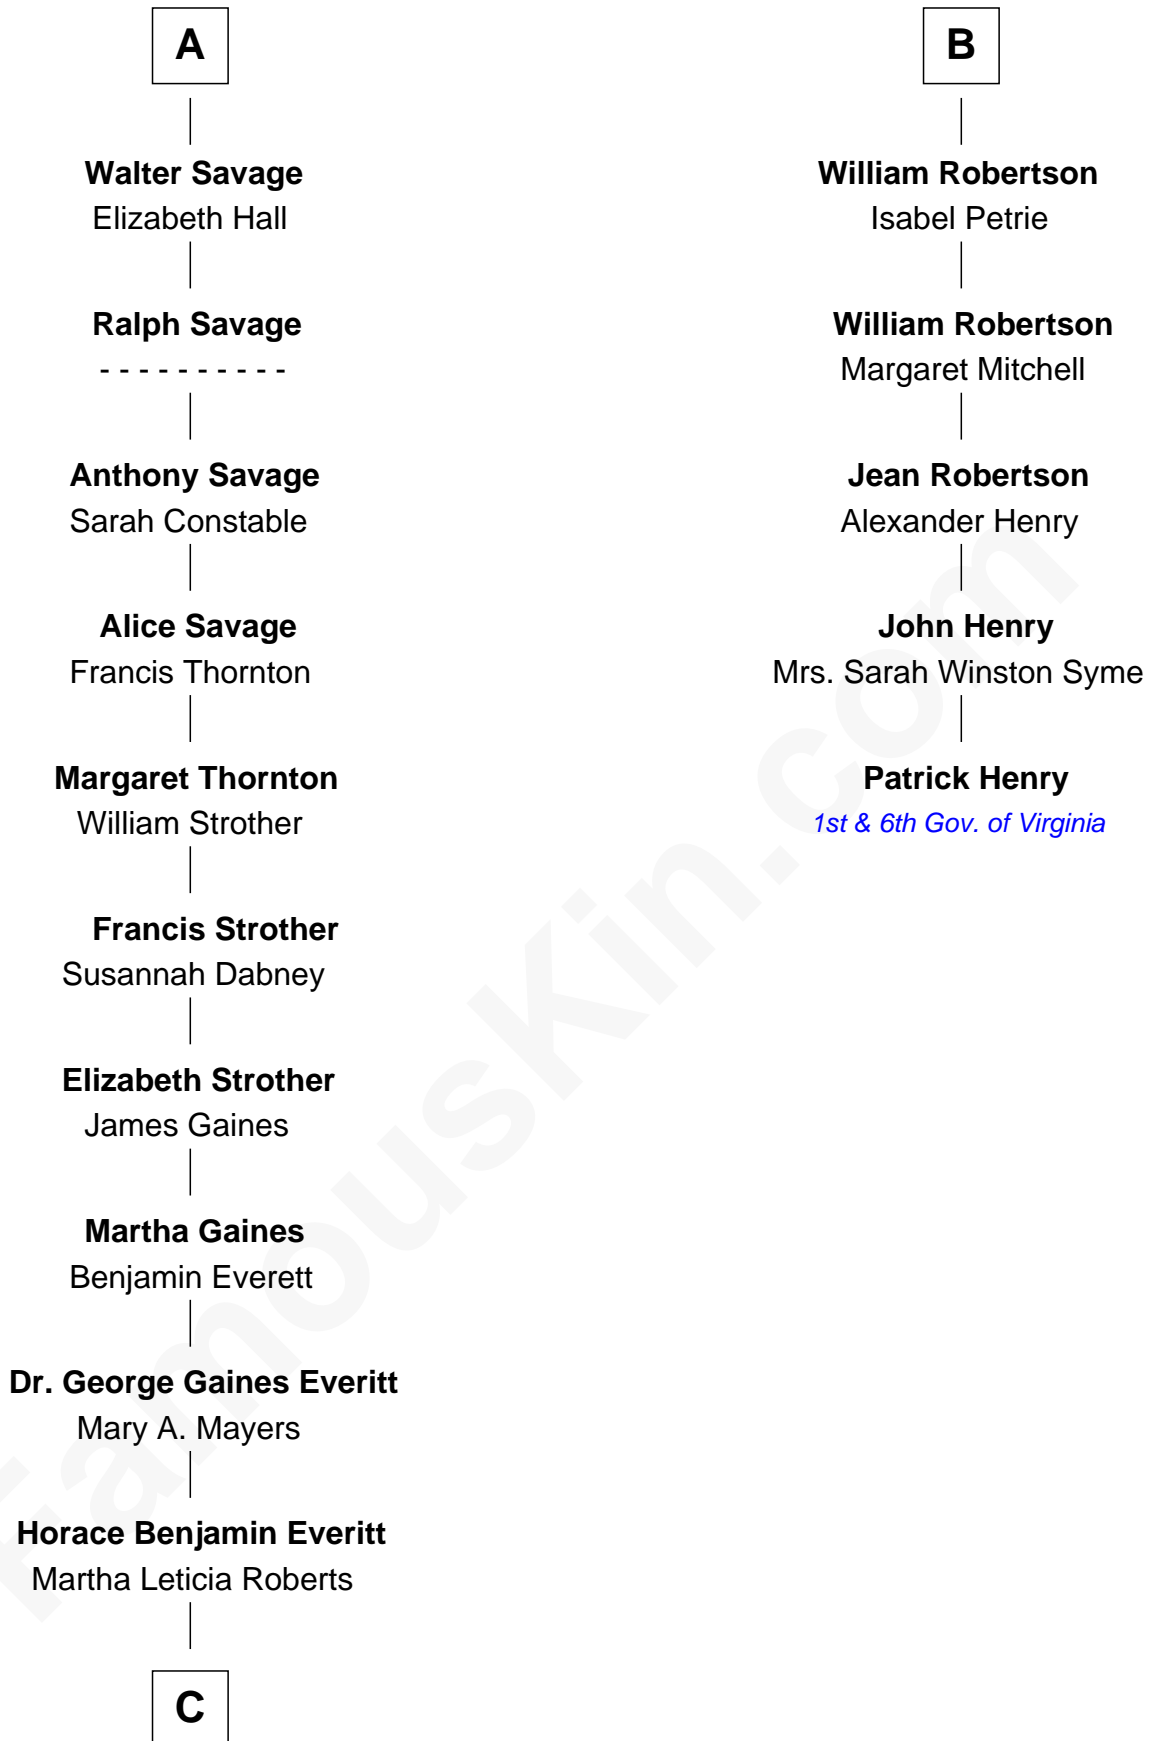 A
Walter Savage
Elizabeth Hall
Ralph Savage
- - - - - - - - - -
Anthony Savage
Sarah Constable
Alice Savage
Francis Thornton
Margaret Thornton
William Strother
Francis Strother
Susannah Dabney
Elizabeth Strother
James Gaines
Martha Gaines
Benjamin Everett
Dr. George Gaines Everitt
Mary A. Mayers
Horace Benjamin Everitt
Martha Leticia Roberts
C
B
William Robertson
Isabel Petrie
William Robertson
Margaret Mitchell
Jean Robertson
Alexander Henry
John Henry
Mrs. Sarah Winston Syme
Patrick Henry
1st & 6th Gov. of Virginia
FamousKin.com